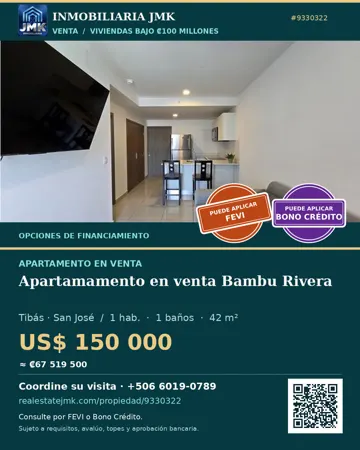 JMK
INMOBILIARIA JMK
#9330322
VENTA / VIVIENDAS BAJO ₡100 MILLONES
PUEDE APLICAR
FEVI
PUEDE APLICAR
BONO CRÉDITO
OPCIONES DE FINANCIAMIENTO
APARTAMENTO EN VENTA
Apartamamento en venta Bambu Rivera
Tibás · San José / 1 hab. · 1 baños · 42 m²
US$ 150 000
≈ ₡67 519 500
Coordine su visita · +506 6019-0789
realestatejmk.com/propiedad/9330322
Consulte por FEVI o Bono Crédito.
Sujeto a requisitos, avalúo, topes y aprobación bancaria.